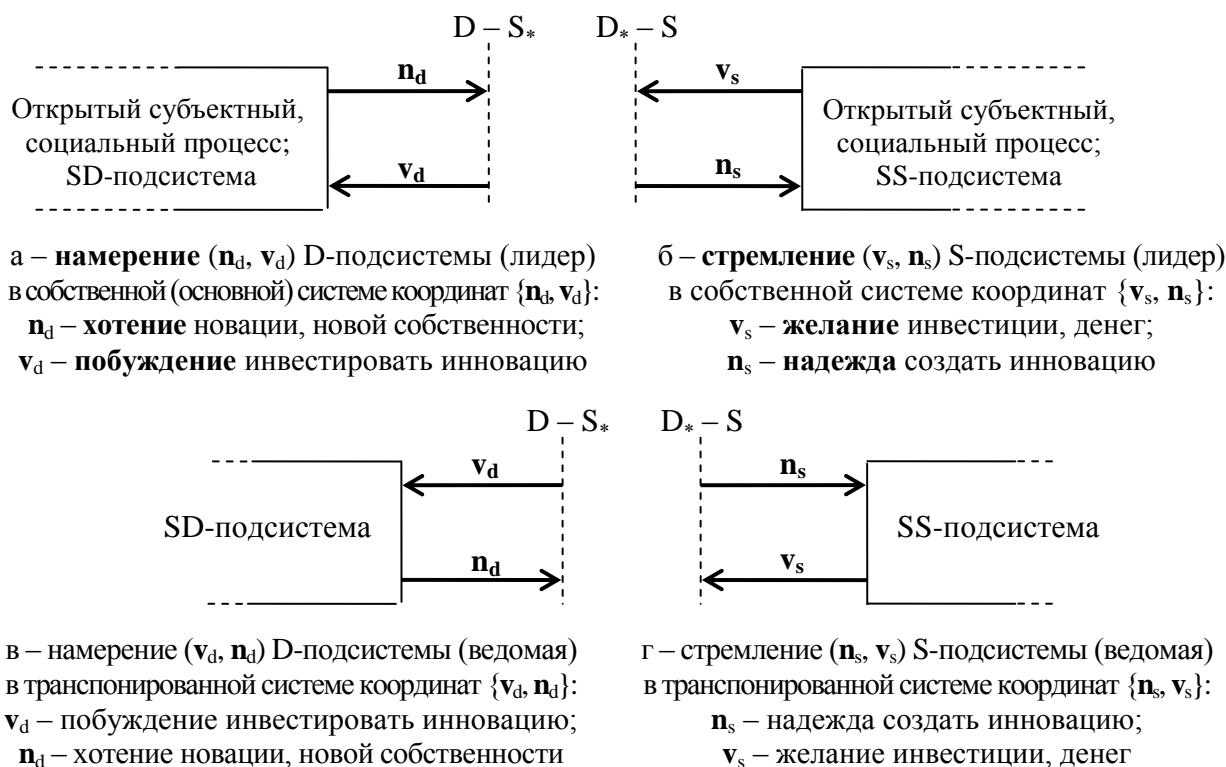 D – S* D* – S
n_d v_s
Открытый субъектный,
социальный процесс;
SD-подсистема
Открытый субъектный,
социальный процесс;
SS-подсистема
v_d n_s
а – намерение (n_d, v_d) D-подсистемы (лидер)
в собственной (основной) системе координат {n_d, v_d}:
n_d – хотение новации, новой собственности;
v_d – побуждение инвестировать инновацию
б – стремление (v_s, n_s) S-подсистемы (лидер)
в собственной системе координат {v_s, n_s}:
v_s – желание инвестиции, денег;
n_s – надежда создать инновацию
D – S* D* – S
v_d n_s
SD-подсистема SS-подсистема
n_d v_s
в – намерение (v_d, n_d) D-подсистемы (ведомая)
в транспонированной системе координат {v_d, n_d}:
v_d – побуждение инвестировать инновацию;
n_d – хотение новации, новой собственности
г – стремление (n_s, v_s) S-подсистемы (ведомая)
в транспонированной системе координат {n_s, v_s}:
n_s – надежда создать инновацию;
v_s – желание инвестиции, денег